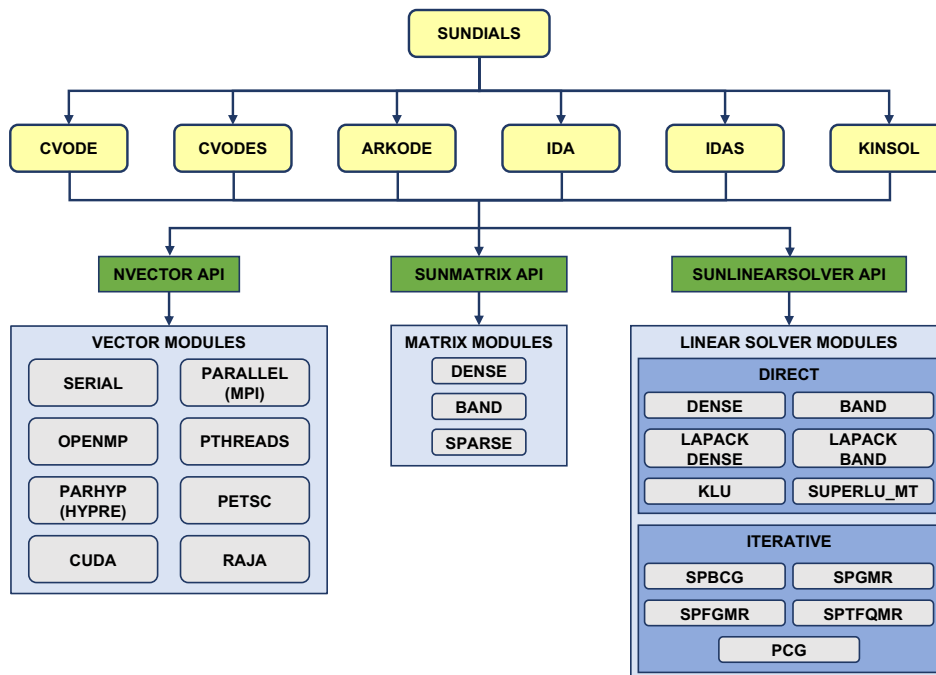 SUNDIALS
CVODE
CVODES
ARKODE
IDA
IDAS
KINSOL
NVECTOR API
SUNMATRIX API
SUNLINEARSOLVER API
VECTOR MODULES
SERIAL
PARALLEL
(MPI)
OPENMP
PTHREADS
PARHYP
(HYPRE)
PETSC
CUDA
RAJA
MATRIX MODULES
DENSE
BAND
SPARSE
LINEAR SOLVER MODULES
DIRECT
DENSE
BAND
LAPACK
DENSE
LAPACK
BAND
KLU
SUPERLU_MT
ITERATIVE
SPBCG
SPGMR
SPFGMR
SPTFQMR
PCG